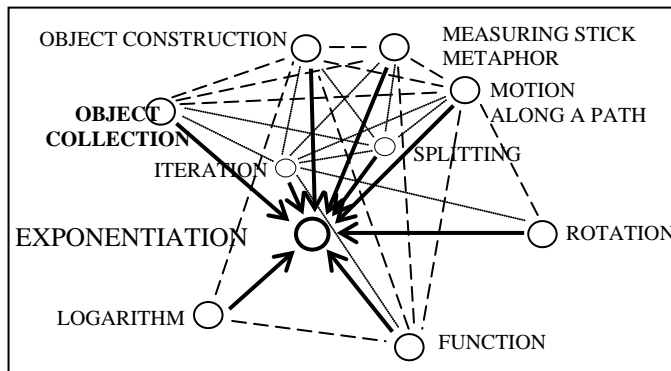 OBJECT CONSTRUCTION
MEASURING STICK
METAPHOR
MOTION
ALONG A PATH
OBJECT
COLLECTION
SPLITTING
ITERATION
EXPONENTIATION
ROTATION
LOGARITHM
FUNCTION